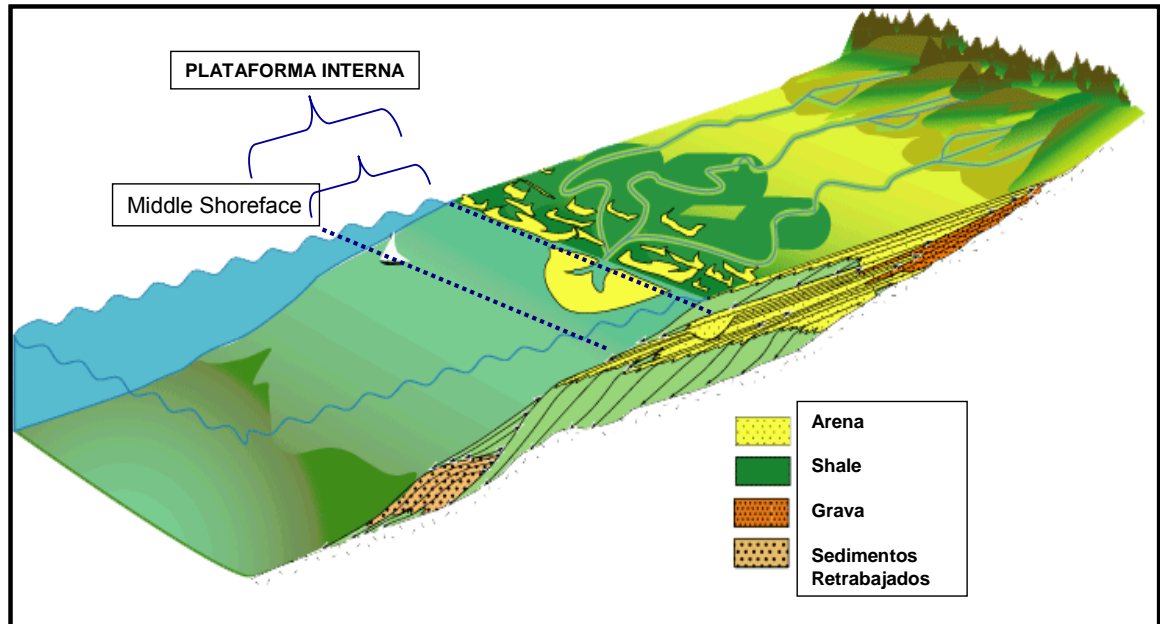 PLATAFORMA INTERNA
Middle Shoreface
Arena
Shale
Grava
Sedimentos
Retrabajados